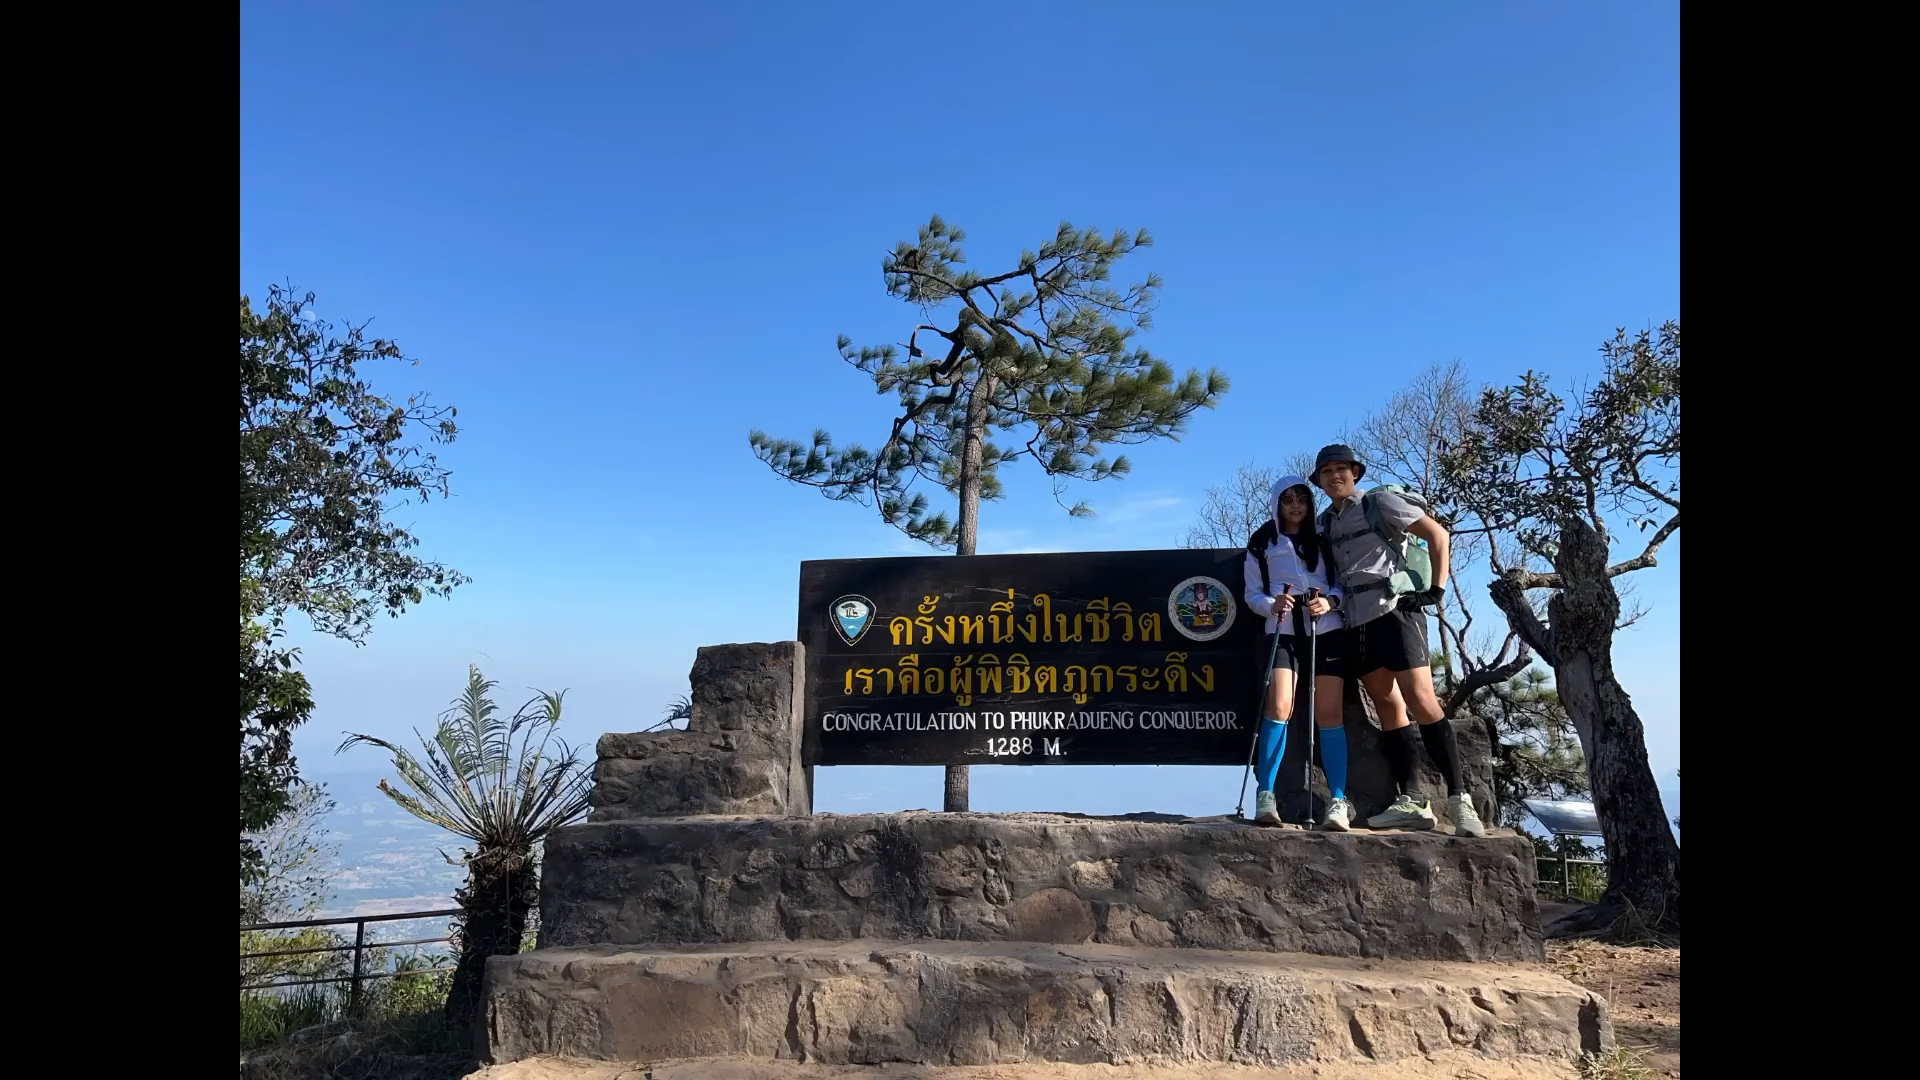 ครั้งหนึ่งในชีวิต
เราคือผู้พิชิตภูกระดึง
CONGRATULATION TO PHUKRADUENG CONQUEROR.
1,288 M.